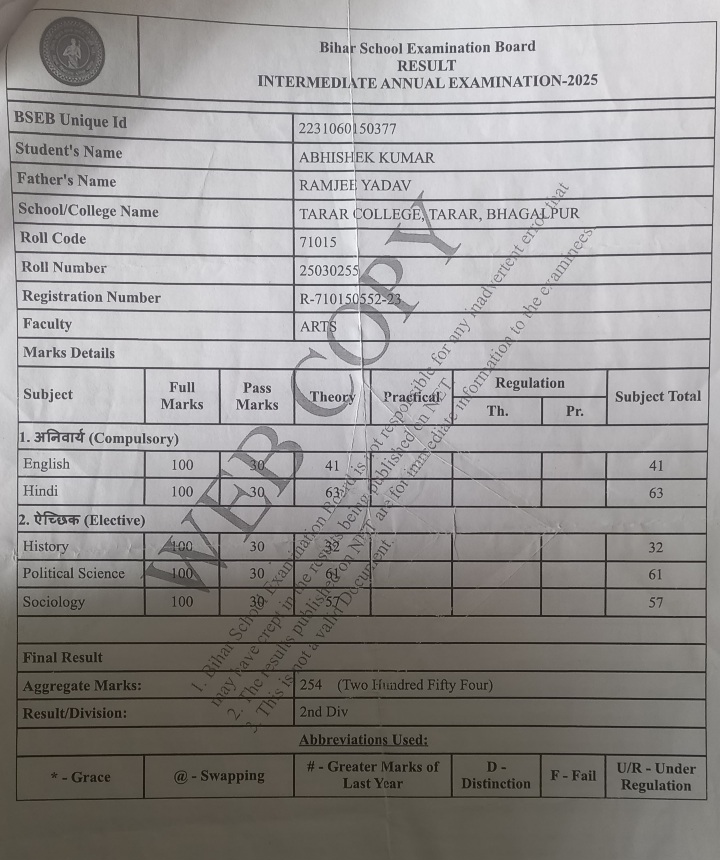 Bihar School Examination Board
RESULT
INTERMEDIATE ANNUAL EXAMINATION-2025
BSEB Unique Id 2231060150377
Student's Name ABHISHEK KUMAR
Father's Name RAMJEE YADAV
School/College Name TARAR COLLEGE, TARAR, BHAGALPUR
Roll Code 71015
Roll Number 25030255
Registration Number R-710150552-23
Faculty ARTS
Marks Details
Subject Full Marks Pass Marks Theory Practical Regulation Th. Pr. Subject Total
1. अनिवार्य (Compulsory)
English 100 30 41 41
Hindi 100 30 63 63
2. ऐच्छिक (Elective)
History 100 30 32 32
Political Science 100 30 61 61
Sociology 100 30 57 57
Final Result
Aggregate Marks: 254 (Two Hundred Fifty Four)
Result/Division: 2nd Div
Abbreviations Used:
* - Grace @ - Swapping # - Greater Marks of Last Year D - Distinction F - Fail U/R - Under Regulation
WEB COPY
1. Bihar School Examination Board is not responsible for any inadvertent error that
may have crept in the results being published on NET.
2. The results published on NET are for immediate information to the examinees.
3. This is not a valid Document.